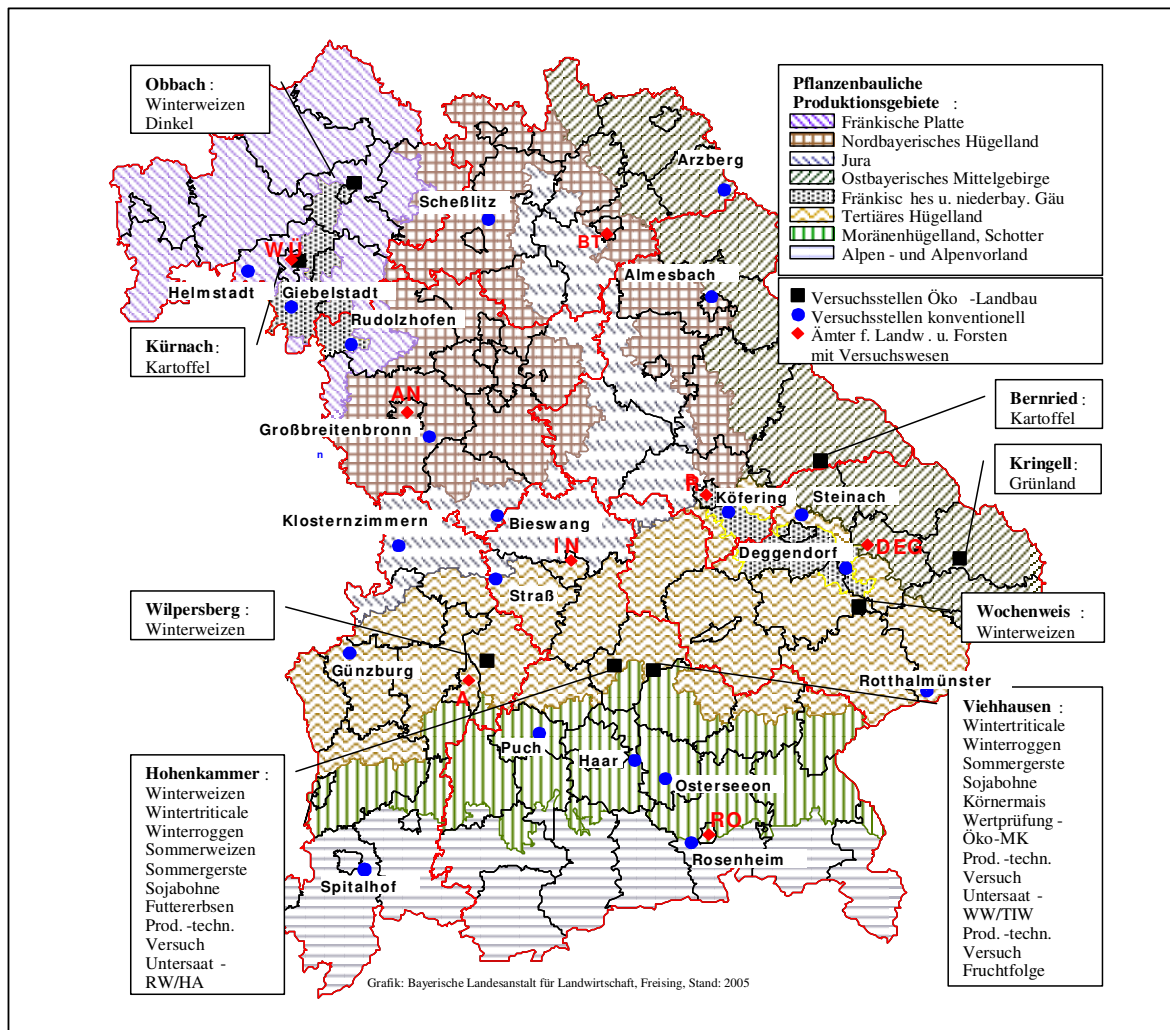 Obbach :
Winterweizen
Dinkel
Pflanzenbauliche
Produktionsgebiete :
Fränkische Platte
Nordbayerisches Hügelland
Jura
Ostbayerisches Mittelgebirge
Fränkisc hes u. niederbay. Gäu
Tertiäres Hügelland
Moränenhügelland, Schotter
Alpen - und Alpenvorland
Versuchsstellen Öko -Landbau
Versuchsstellen konventionell
Ämter f. Landw . u. Forsten
mit Versuchswesen
Arzberg
Scheßlitz
BT
WÜ
Almesbach
Helmstadt
Giebelstadt
Rudolzhofen
Kürnach:
Kartoffel
AN
Großbreitenbronn
n
Bernried :
Kartoffel
Kringell:
Grünland
R
Köfering
Steinach
Klosternzimmern
Bieswang
IN
Deggendorf
DEG
Straß
Wilpersberg :
Winterweizen
Wochenweis :
Winterweizen
Günzburg
A
Rotthalmünster
Puch
Haar
Osterseeon
RO
Rosenheim
Spitalhof
Hohenkammer :
Winterweizen
Wintertriticale
Winterroggen
Sommerweizen
Sommergerste
Sojabohne
Futtererbsen
Prod. -techn.
Versuch
Untersaat -
RW/HA
Viehhausen :
Wintertriticale
Winterroggen
Sommergerste
Sojabohne
Körnermais
Wertprüfung -
Öko-MK
Prod. -techn.
Versuch
Untersaat -
WW/TIW
Prod. -techn.
Versuch
Fruchtfolge
Grafik: Bayerische Landesanstalt für Landwirtschaft, Freising, Stand: 2005